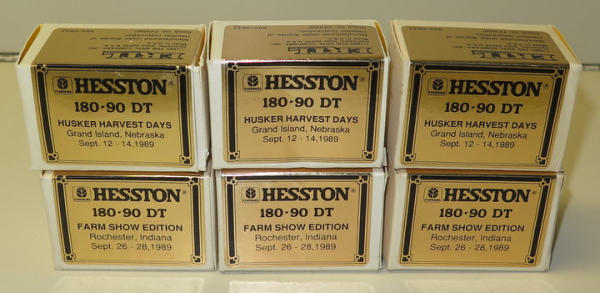 HESSTON®
180-90 DT
HUSKER HARVEST DAYS
Grand Island, Nebraska
Sept. 12 - 14, 1989
HESSTON®
180-90 DT
HUSKER HARVEST DAYS
Grand Island, Nebraska
Sept. 12 - 14, 1989
HESSTON®
180-90 DT
HUSKER HARVEST DAYS
Grand Island, Nebraska
Sept. 12 - 14, 1989
HESSTON®
180-90 DT
FARM SHOW EDITION
Rochester, Indiana
Sept. 26 - 28, 1989
HESSTON®
180-90 DT
FARM SHOW EDITION
Rochester, Indiana
Sept. 26 - 28, 1989
HESSTON®
180-90 DT
FARM SHOW EDITION
Rochester, Indiana
Sept. 26 - 28, 1989